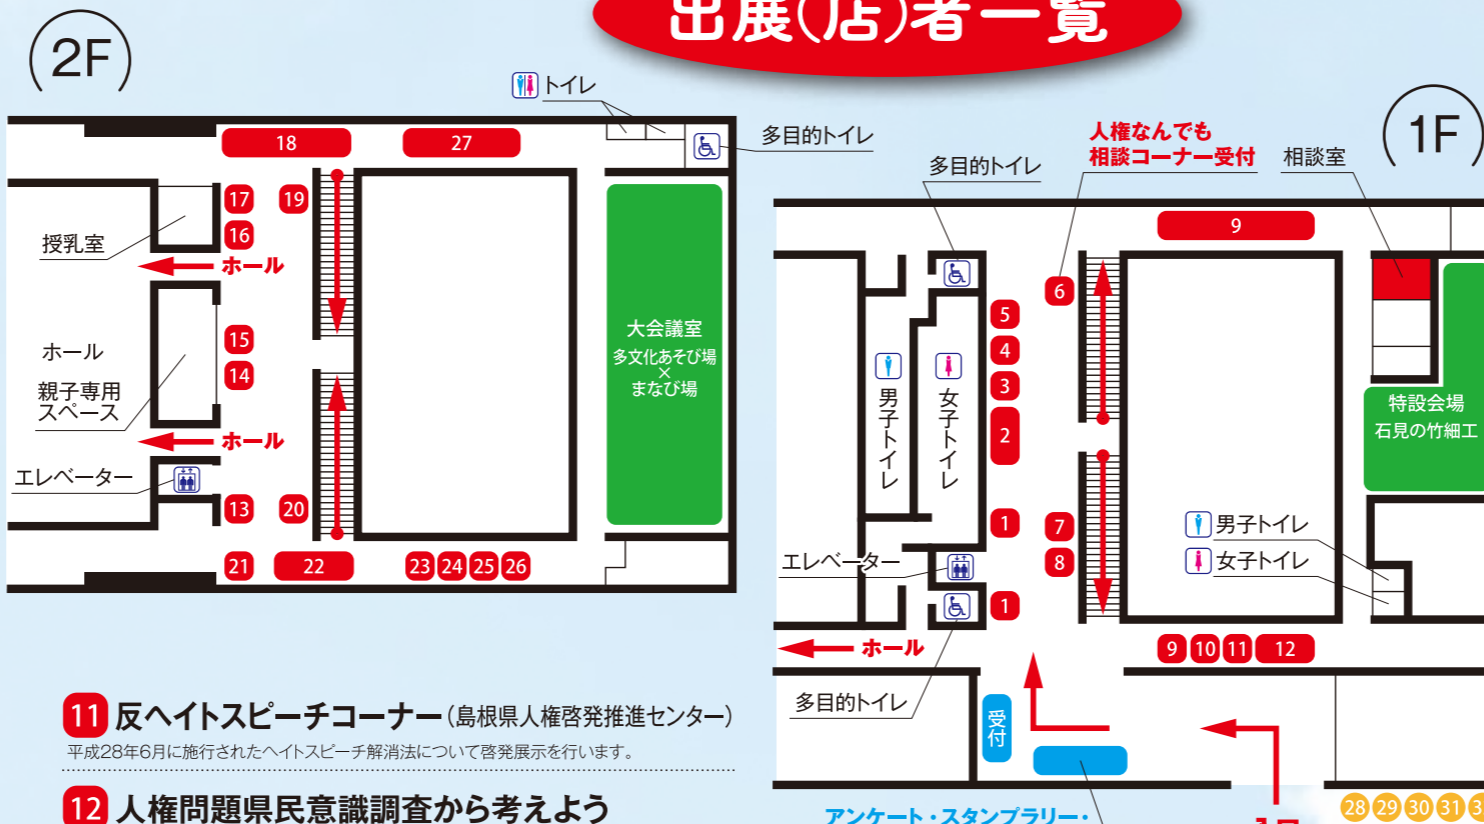 出展(店)者一覧
2F
トイレ
多目的トイレ
18
27
17
19
16
授乳室
ホール
15
14
ホール
親子専用
スペース
ホール
エレベーター
13
20
21
22
23 24 25 26
大会議室
多文化あそび場
×
まなび場
1F
人権なんでも
相談コーナー受付
相談室
多目的トイレ
9
6
5
4
3
2
1
7
8
1
男子トイレ
女子トイレ
特設会場
石見の竹細工
男子トイレ
女子トイレ
エレベーター
ホール
9 10 11 12
多目的トイレ
受付
アンケート・スタンプラリー・
28 29 30 31
11 反ヘイトスピーチコーナー(島根県人権啓発推進センター)
平成28年6月に施行されたヘイトスピーチ解消法について啓発展示を行います。
12 人権問題県民意識調査から考えよう